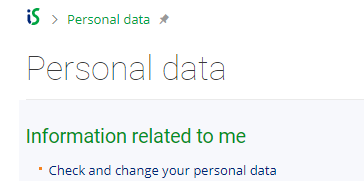 iS > Personal data
Personal data
Information related to me
Check and change your personal data